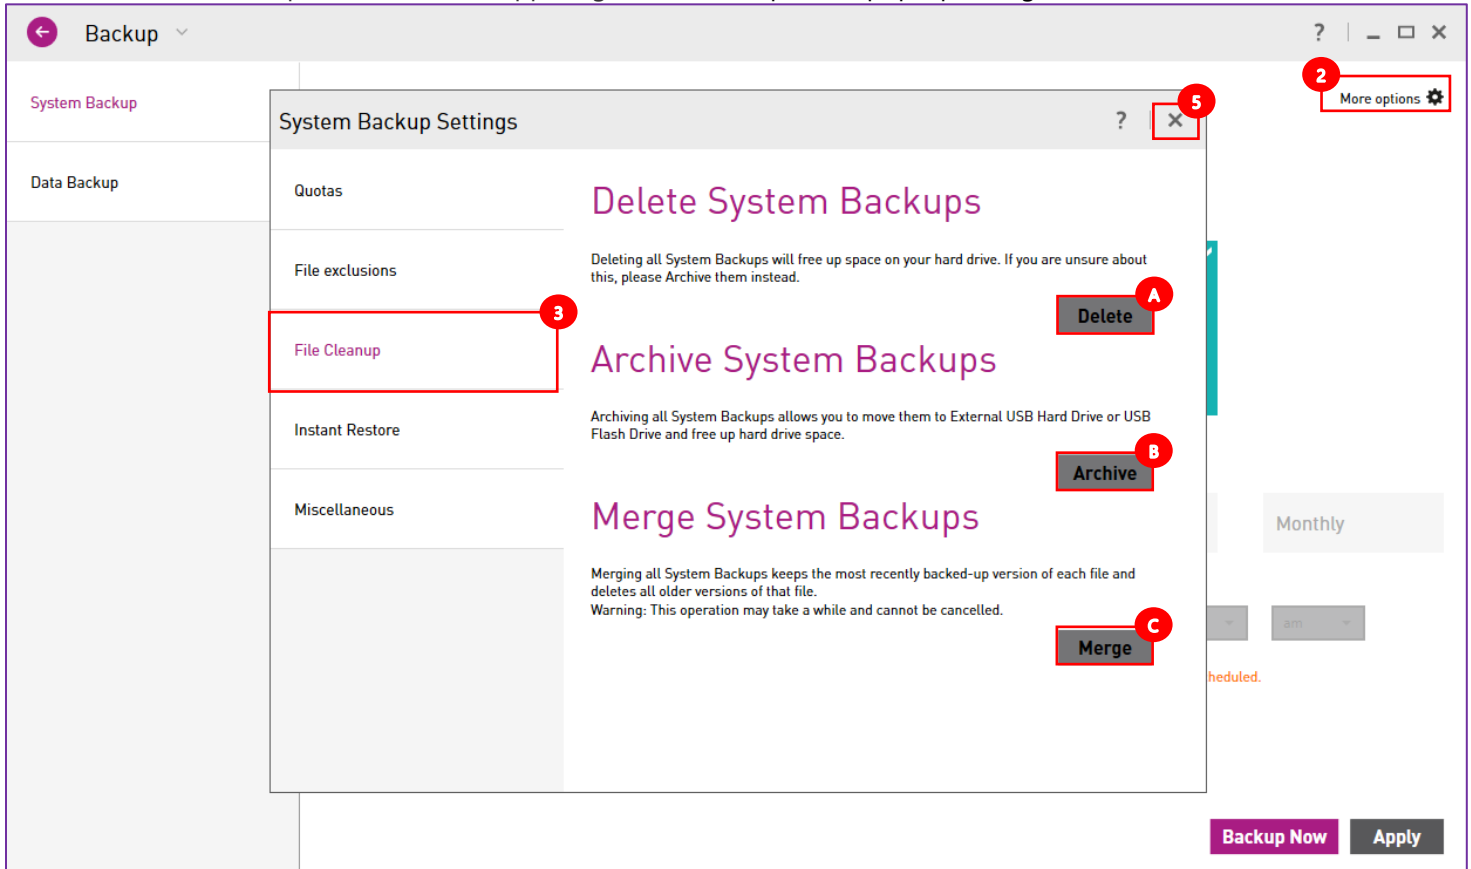 Backup
?
System Backup
Data Backup
2
More options
System Backup Settings
?
5
Quotas
File exclusions
3
File Cleanup
Instant Restore
Miscellaneous
Delete System Backups
Deleting all System Backups will free up space on your hard drive. If you are unsure about
this, please Archive them instead.
A
Delete
Archive System Backups
Archiving all System Backups allows you to move them to External USB Hard Drive or USB
Flash Drive and free up hard drive space.
B
Archive
Merge System Backups
Merging all System Backups keeps the most recently backed-up version of each file and
deletes all older versions of that file.
Warning: This operation may take a while and cannot be cancelled.
C
Merge
Monthly
am
heduled.
Backup Now
Apply